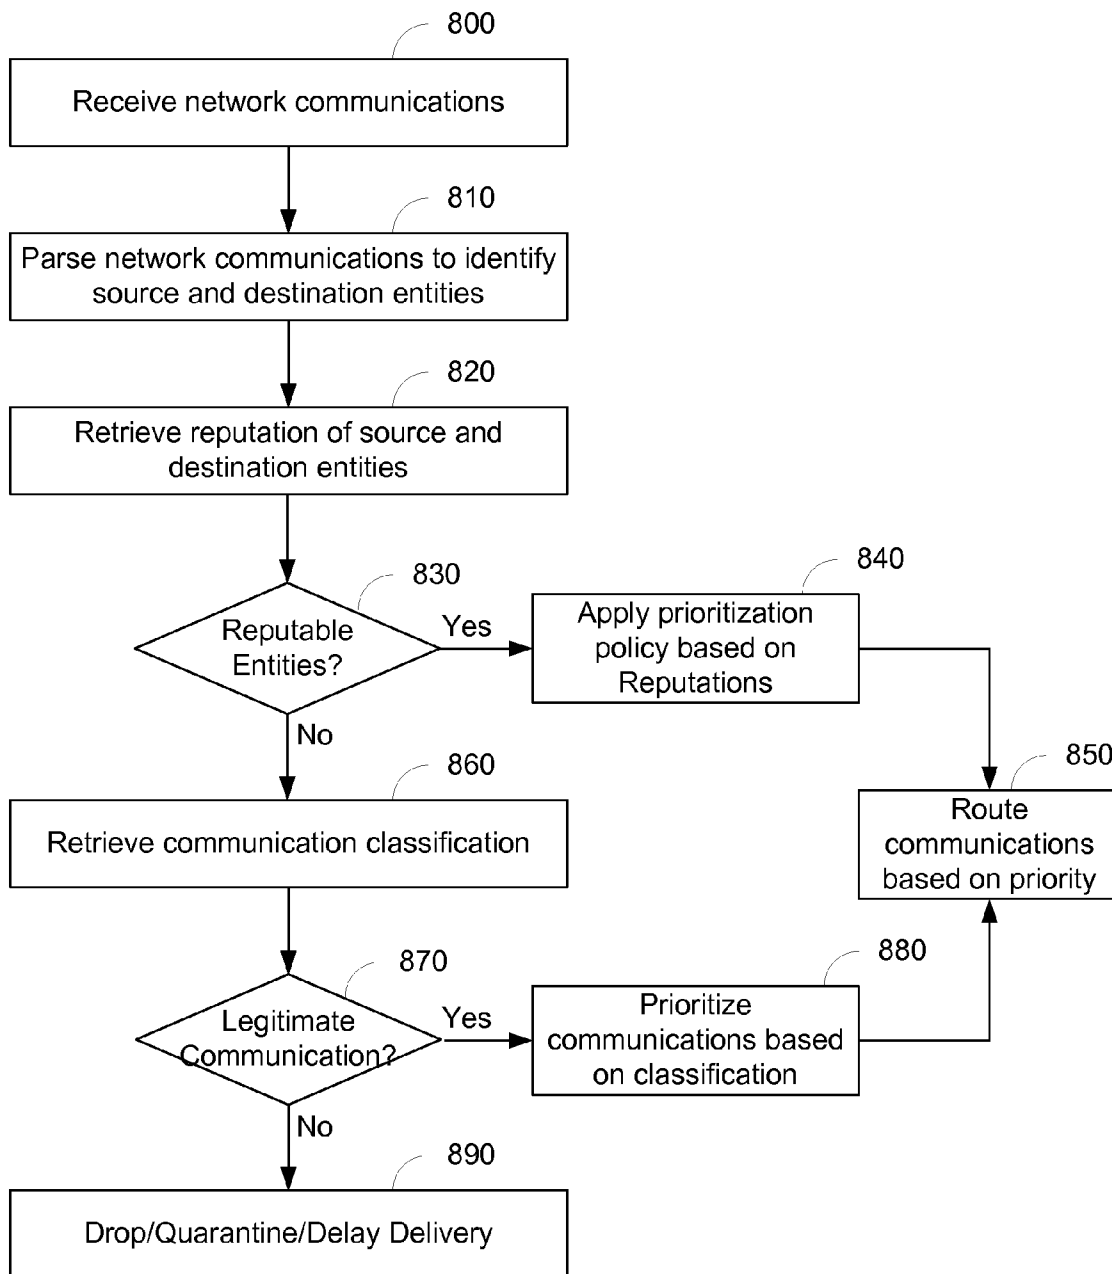 800
Receive network communications
810
Parse network communications to identify
source and destination entities
820
Retrieve reputation of source and
destination entities
830
Reputable
Entities?
Yes
No
840
Apply prioritization
policy based on
Reputations
850
Route
communications
based on priority
860
Retrieve communication classification
870
Legitimate
Communication?
Yes
No
880
Prioritize
communications based
on classification
890
Drop/Quarantine/Delay Delivery